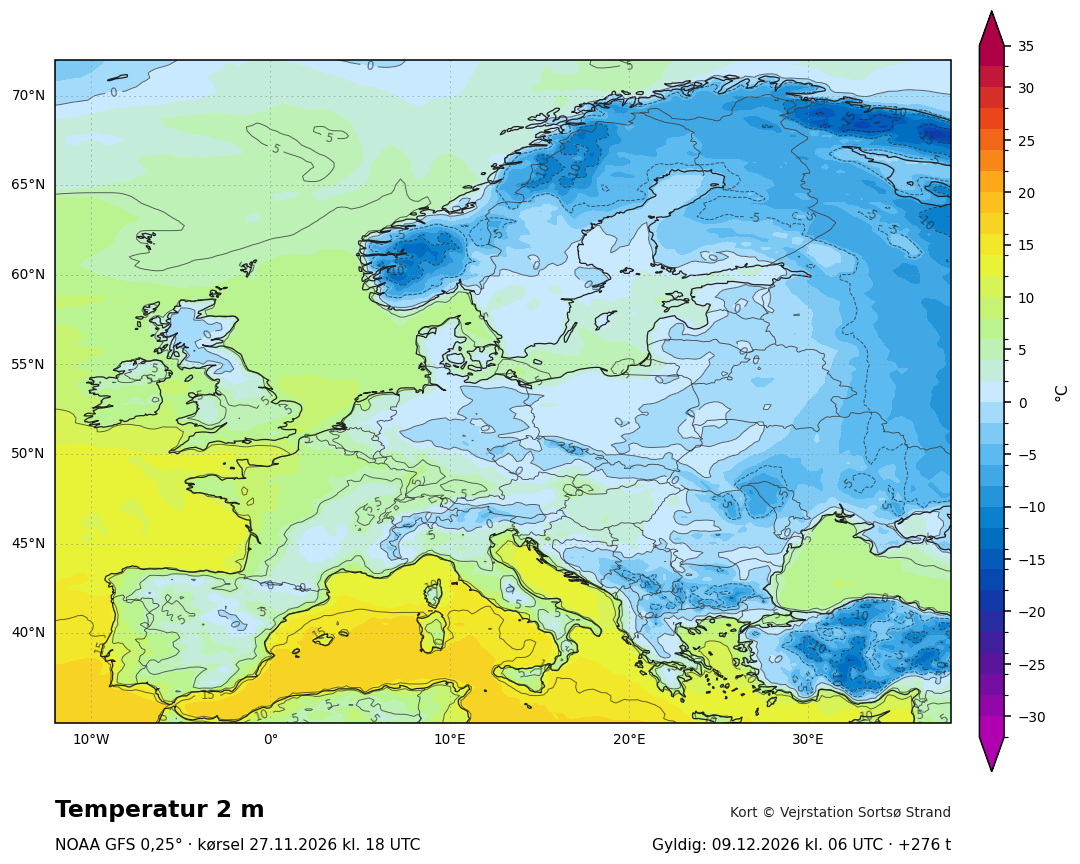 70°N
65°N
60°N
55°N
50°N
45°N
40°N
10°W 0° 10°E 20°E 30°E
35
30
25
20
15
10
5
0
−5
−10
−15
−20
−25
−30
°C
Temperatur 2 m
Kort © Vejrstation Sortsø Strand
NOAA GFS 0,25° · kørsel 27.11.2026 kl. 18 UTC
Gyldig: 09.12.2026 kl. 06 UTC · +276 t